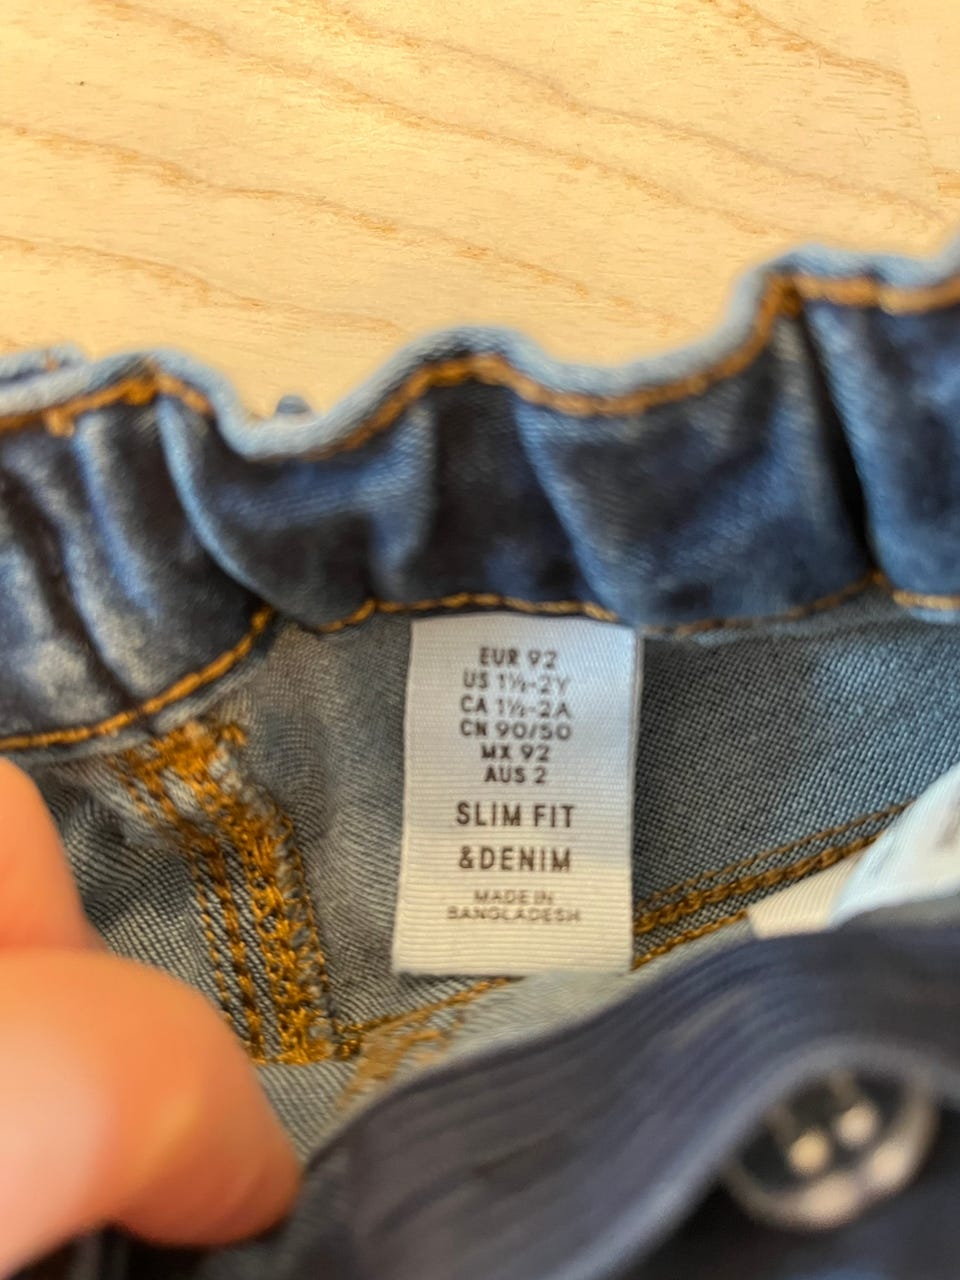 EUR 92
US 1½-2Y
CA 1½-2A
CN 90/50
MX 92
AUS 2
SLIM FIT
&DENIM
MADE IN
BANGLADESH